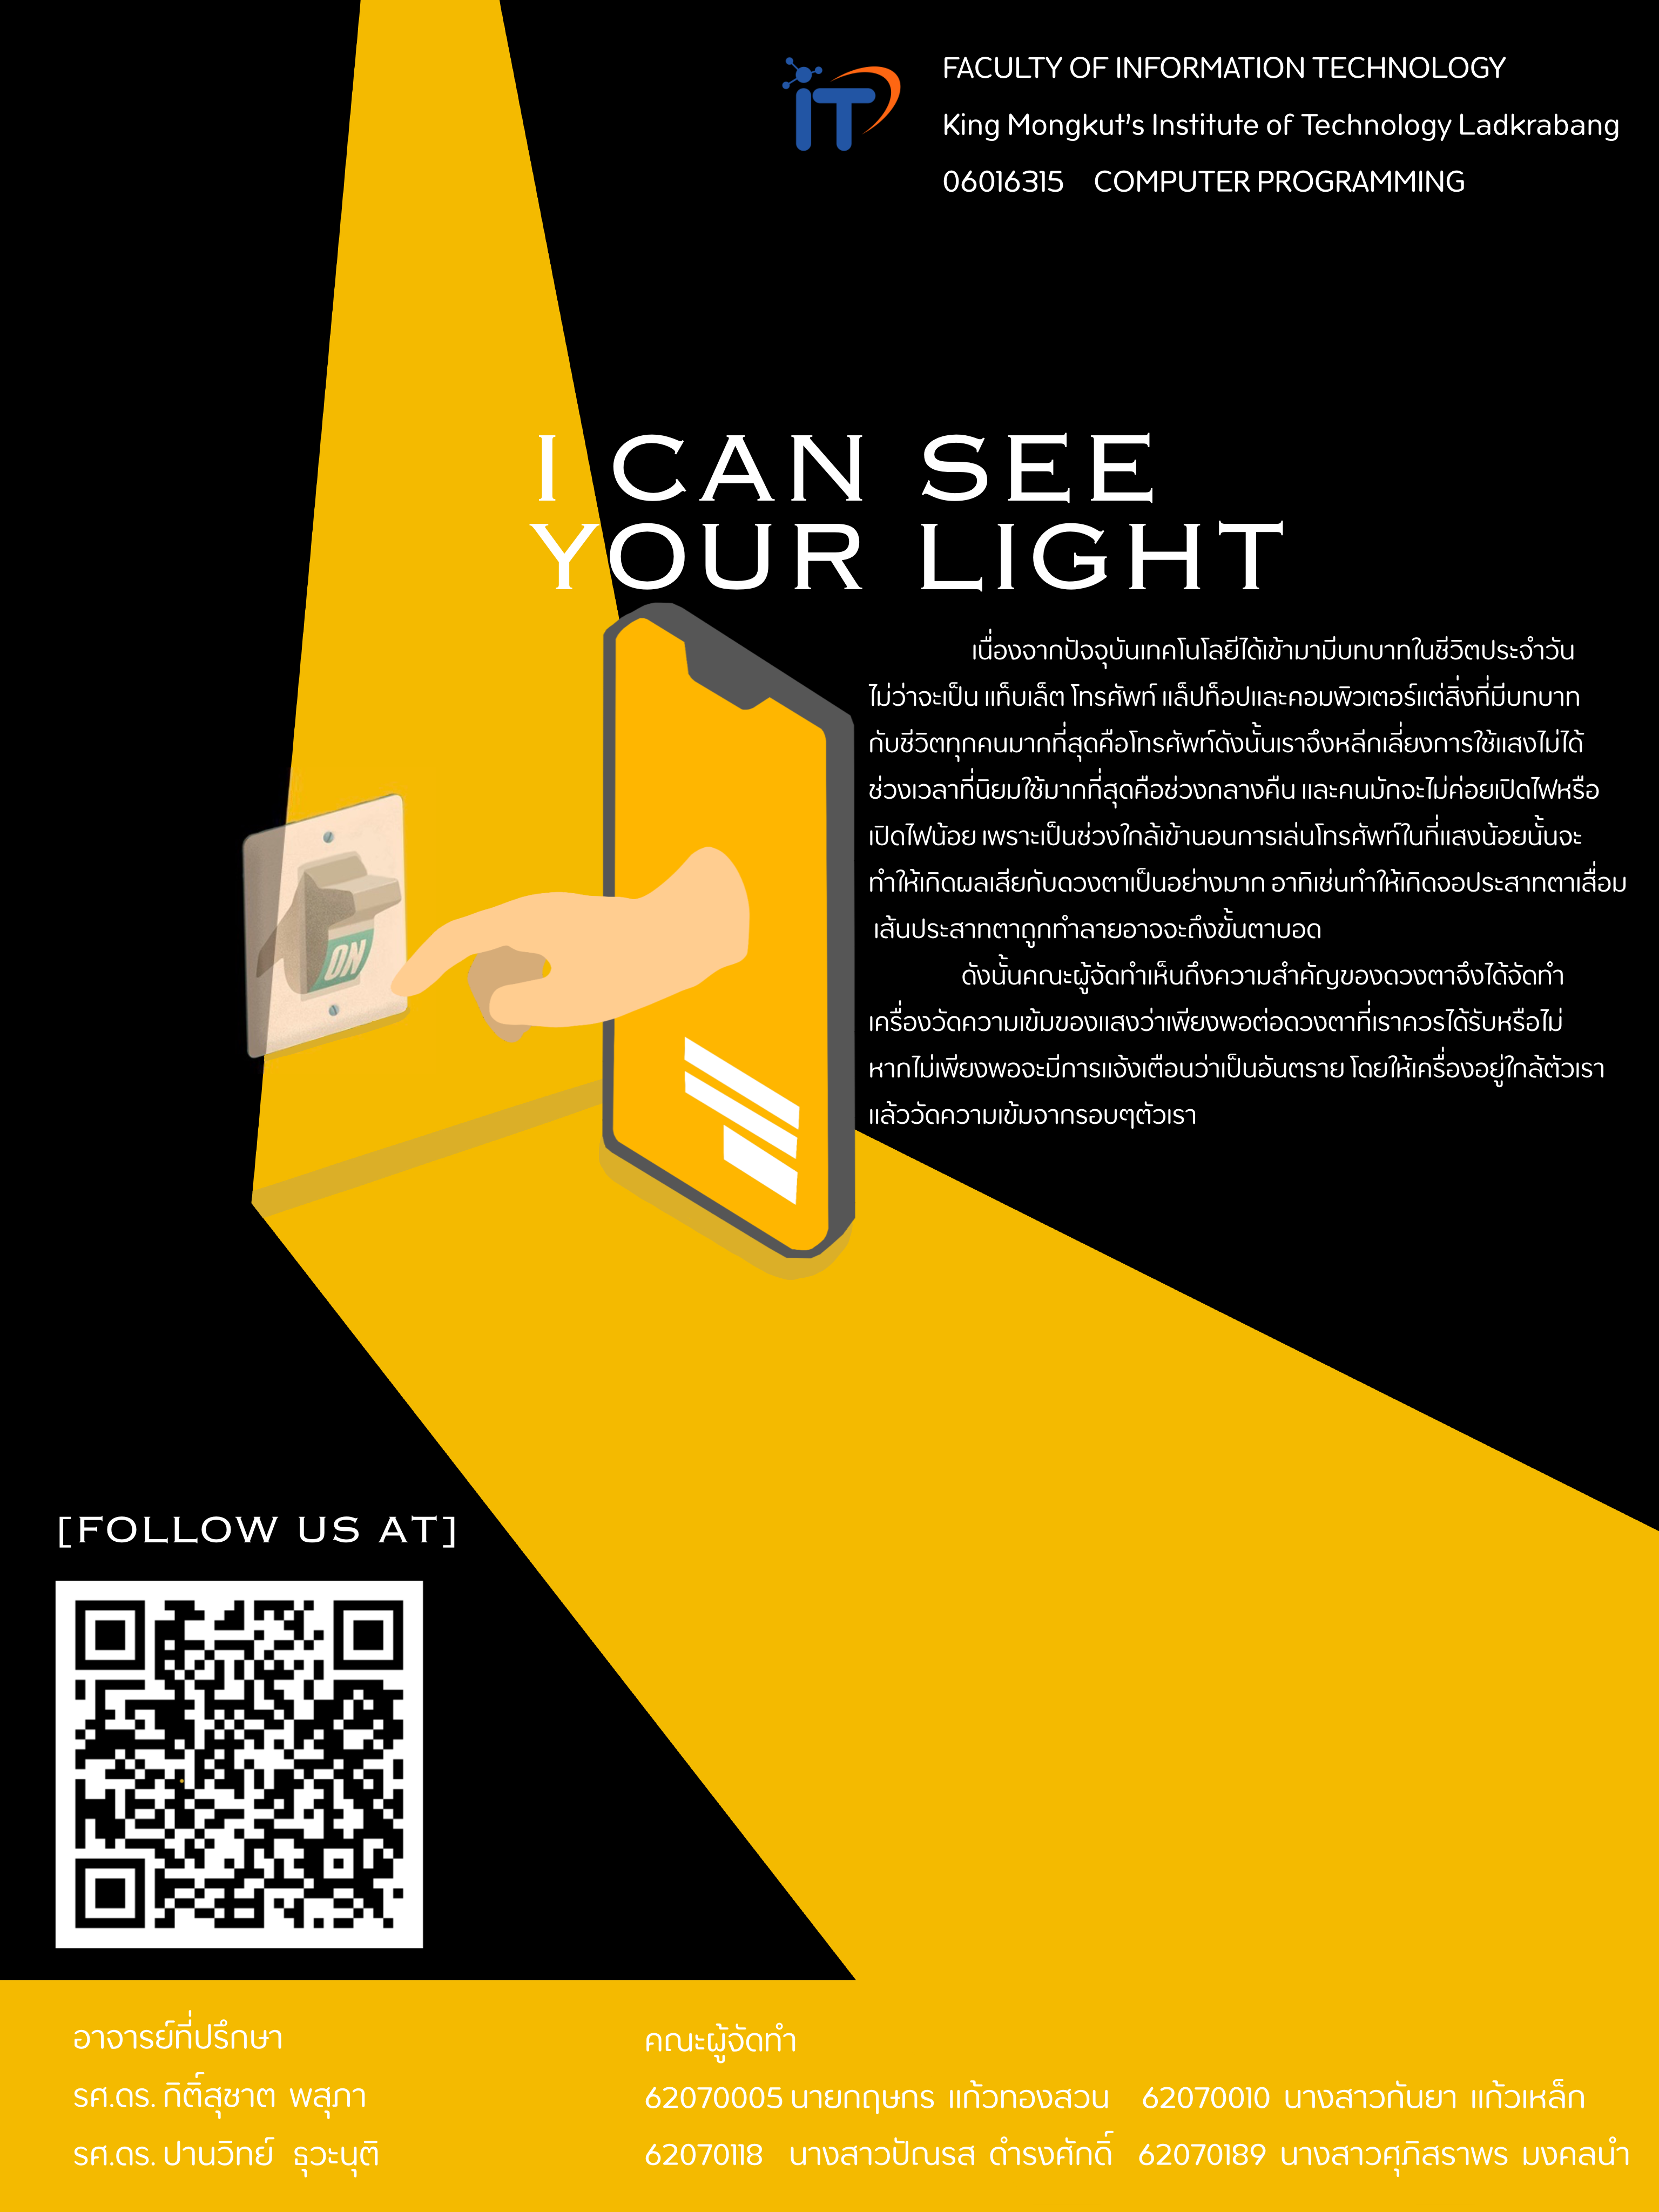 iT
FACULTY OF INFORMATION TECHNOLOGY
King Mongkut's Institute of Technology Ladkrabang
06016315 COMPUTER PROGRAMMING
I CAN SEE
YOUR LIGHT
เนื่องจากปัจจุบันเทคโนโลยีได้เข้ามามีบทบาทในชีวิตประจำวัน
ไม่ว่าจะเป็น แท็บเล็ต โทรศัพท์ แล็ปท็อปและคอมพิวเตอร์แต่สิ่งที่มีบทบาท
กับชีวิตทุกคนมากที่สุดคือโทรศัพท์ดังนั้นเราจึงหลีกเลี่ยงการใช้แสงไม่ได้
ช่วงเวลาที่นิยมใช้มากที่สุดคือช่วงกลางคืน และคนมักจะไม่ค่อยเปิดไฟหรือ
เปิดไฟน้อย เพราะเป็นช่วงใกล้เข้านอนการเล่นโทรศัพท์ในที่แสงน้อยนั้นจะ
ทำให้เกิดผลเสียกับดวงตาเป็นอย่างมาก อาทิเช่นทำให้เกิดจอประสาทตาเสื่อม
เส้นประสาทตาถูกทำลายอาจจะถึงขั้นตาบอด
ดังนั้นคณะผู้จัดทำเห็นถึงความสำคัญของดวงตาจึงได้จัดทำ
เครื่องวัดความเข้มของแสงว่าเพียงพอต่อดวงตาที่เราควรได้รับหรือไม่
หากไม่เพียงพอจะมีการแจ้งเตือนว่าเป็นอันตราย โดยให้เครื่องอยู่ใกล้ตัวเรา
แล้ววัดความเข้มจากรอบๆตัวเรา
ON
[FOLLOW US AT]
อาจารย์ที่ปรึกษา
รศ.ดร. กิติ์สุชาต พสุภา
รศ.ดร. ปานวิทย์ ธุวะนุติ
คณะผู้จัดทำ
62070005 นายกฤษกร แก้วทองสวน 62070010 นางสาวกันยา แก้วเหล็ก
62070118 นางสาวปัณรส ดำรงศักดิ์ 62070189 นางสาวศุภิสราพร มงคลนำ